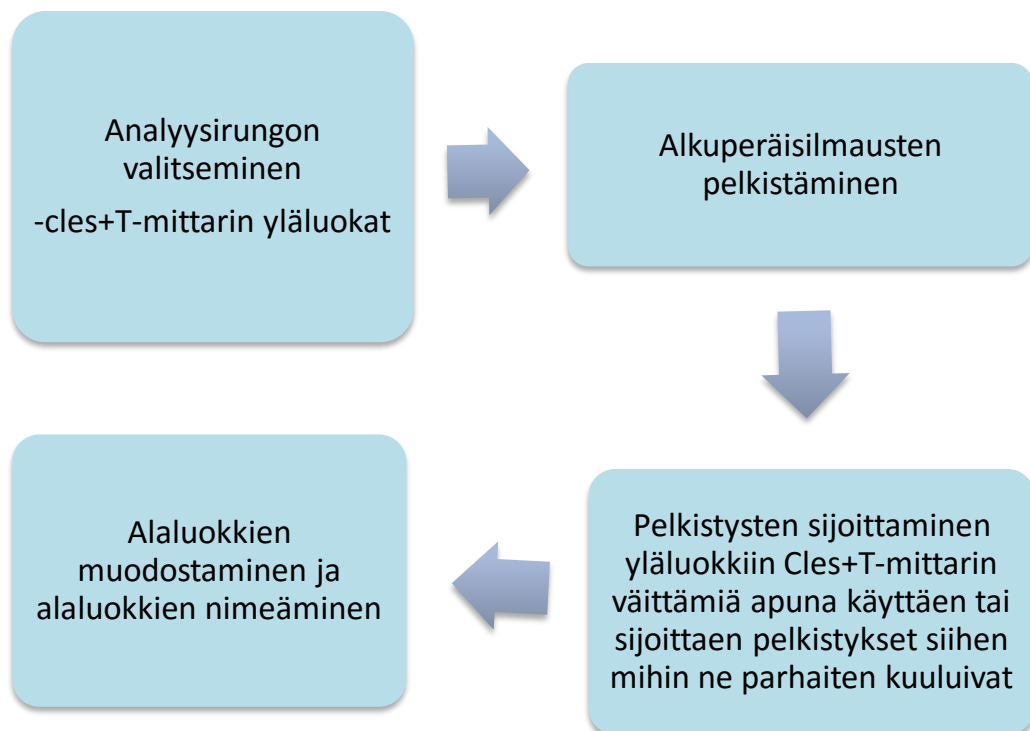 Analyysirungon
valitseminen
-cles+T-mittarin yläluokat
Alkuperäisilmausten
pelkistäminen
Pelkistysten sijoittaminen
yläluokkiin Cles+T-mittarin
väittämiä apuna käyttäen tai
sijoittaen pelkistykset siihen
mihin ne parhaiten kuuluivat
Alaluokkien
muodostaminen ja
alaluokkien nimeäminen